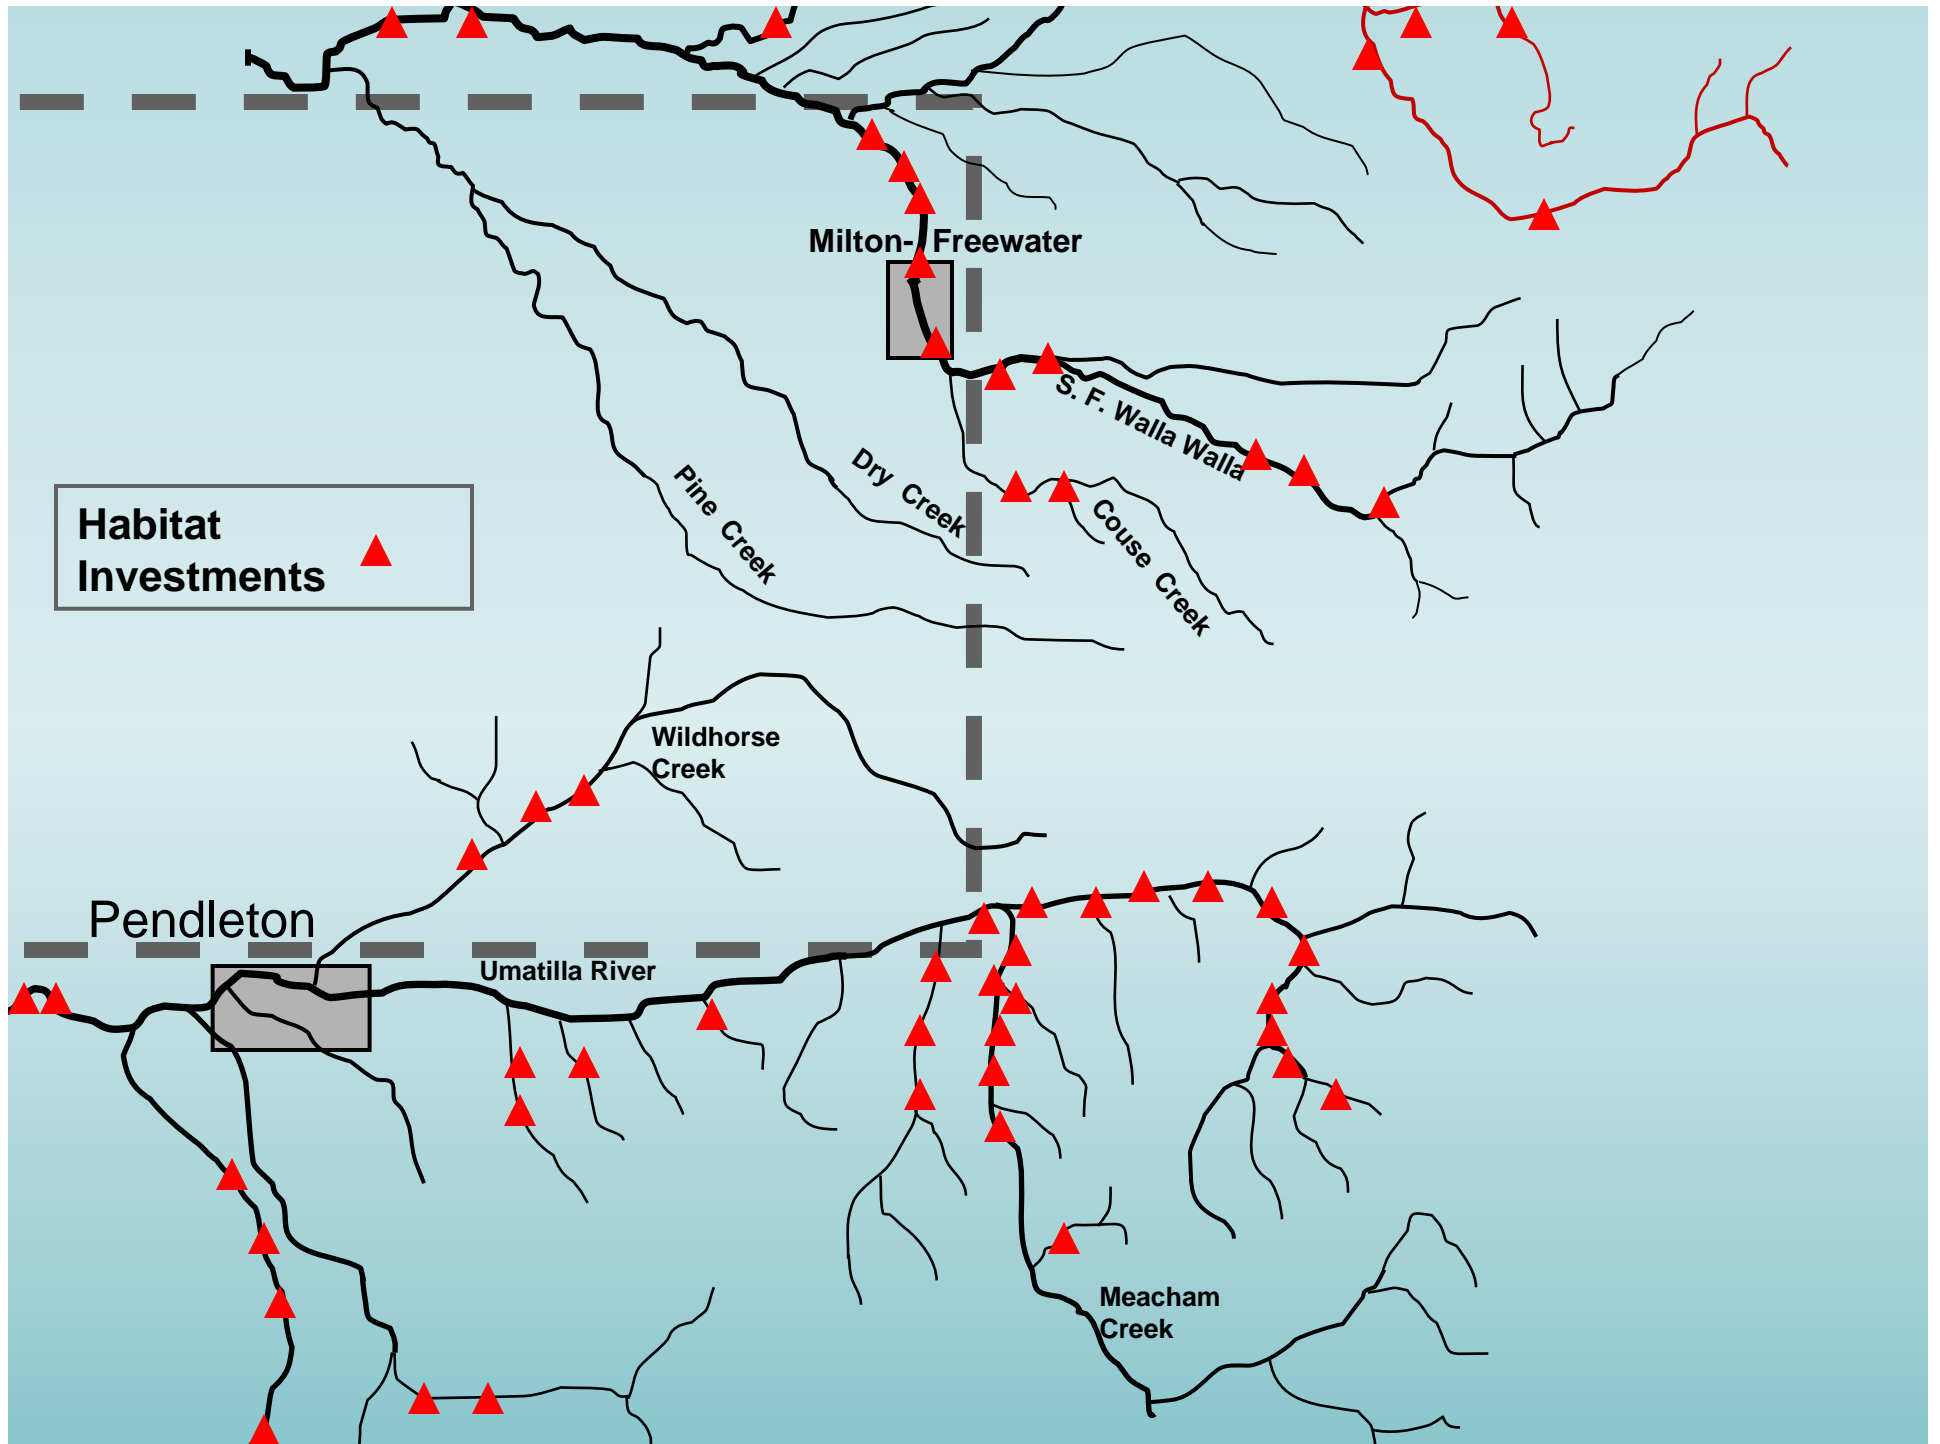 Milton- Freewater
S. F. Walla Walla
Dry Creek
Pine Creek
Couse Creek
Habitat
Investments
Wildhorse
Creek
Pendleton
Umatilla River
Meacham
Creek